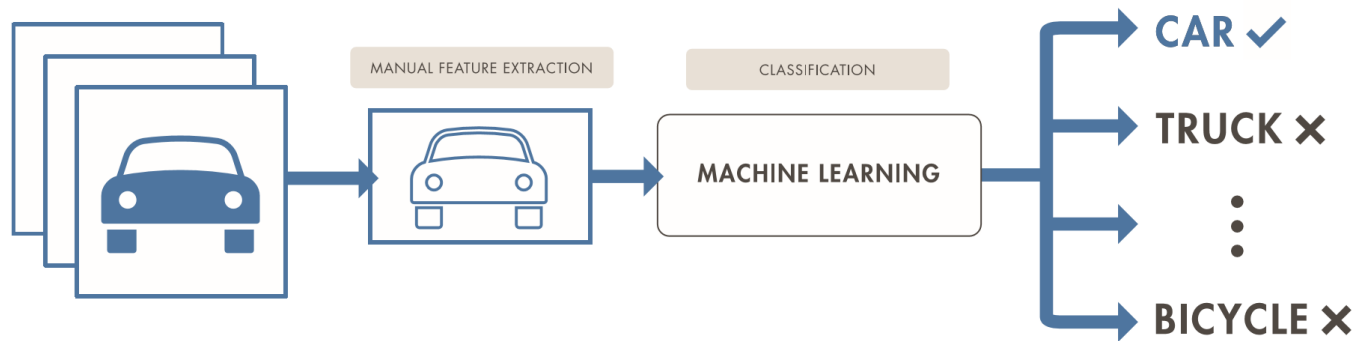 MANUAL FEATURE EXTRACTION
CLASSIFICATION
MACHINE LEARNING
CAR
TRUCK
BICYCLE